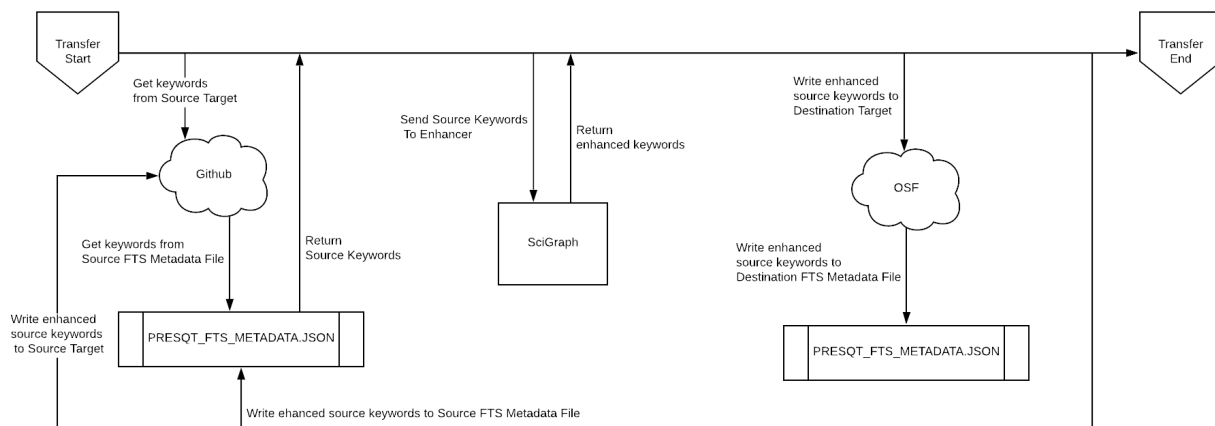 Transfer
Start
Get keywords
from Source Target
Github
Get keywords from
Source FTS Metadata File
Return
Source Keywords
Write enhanced
source keywords
to Source Target
PRESQT_FTS_METADATA.JSON
Write ehanced source keywords to Source FTS Metadata File
Send Source Keywords
To Enhancer
Return
enhanced keywords
SciGraph
Write enhanced
source keywords to
Destination Target
OSF
Write enhanced
source keywords to
Destination FTS Metadata File
PRESQT_FTS_METADATA.JSON
Transfer
End